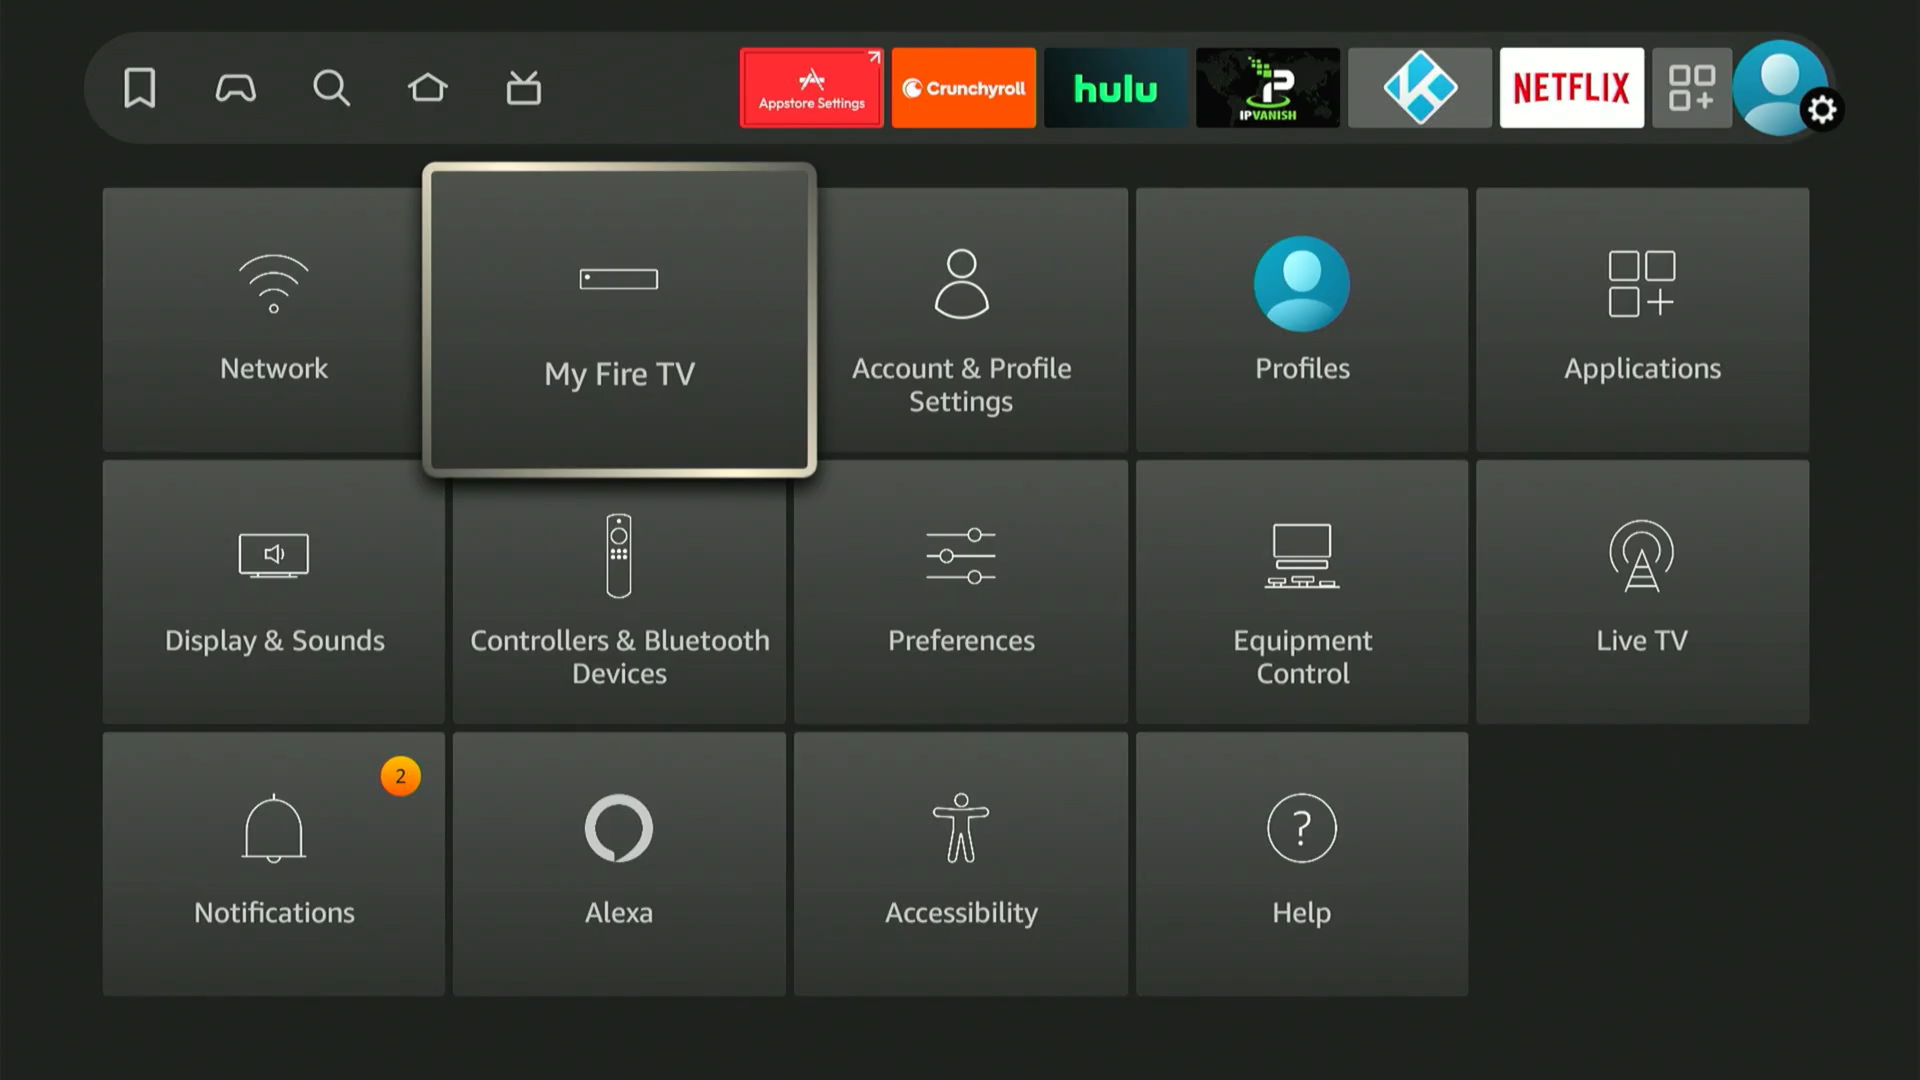 Appstore Settings
Crunchyroll
hulu
IPVANISH
NETFLIX
Network
My Fire TV
Account & Profile
Settings
Profiles
Applications
Display & Sounds
Controllers & Bluetooth
Devices
Preferences
Equipment
Control
Live TV
2
Notifications
Alexa
Accessibility
?
Help